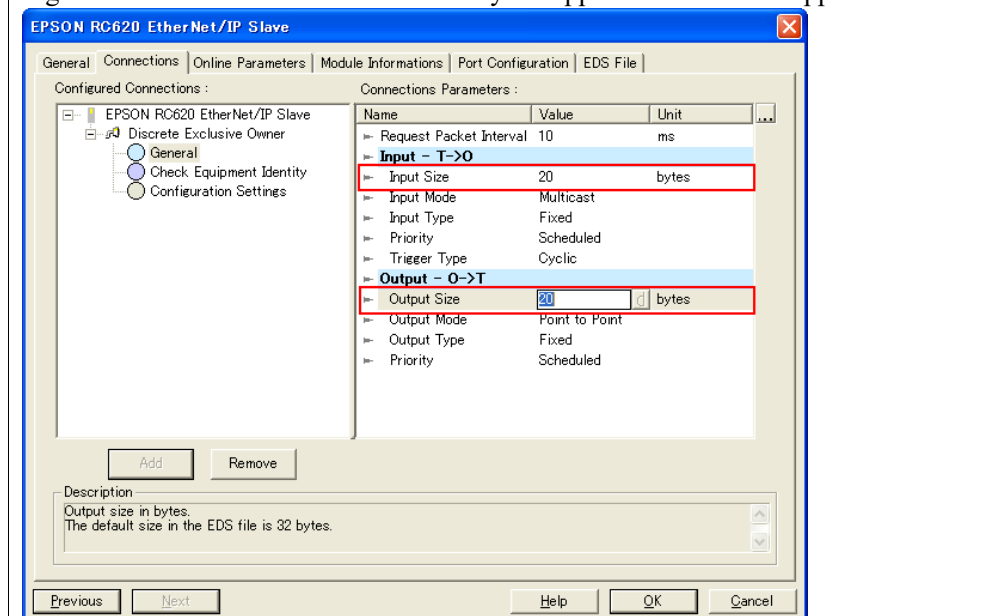 EPSON RC620 EtherNet/IP Slave
General Connections Online Parameters Module Informations Port Configuration EDS File
Configured Connections :
EPSON RC620 EtherNet/IP Slave
Discrete Exclusive Owner
General
Check Equipment Identity
Configuration Settings
Connections Parameters :
Name Value Unit ...
Request Packet Interval 10 ms
Input - T->O
Input Size 20 bytes
Input Mode Multicast
Input Type Fixed
Priority Scheduled
Trigger Type Cyclic
Output - O->T
Output Size 20 d bytes
Output Mode Point to Point
Output Type Fixed
Priority Scheduled
Add Remove
Description
Output size in bytes.
The default size in the EDS file is 32 bytes.
Previous Next Help OK Cancel